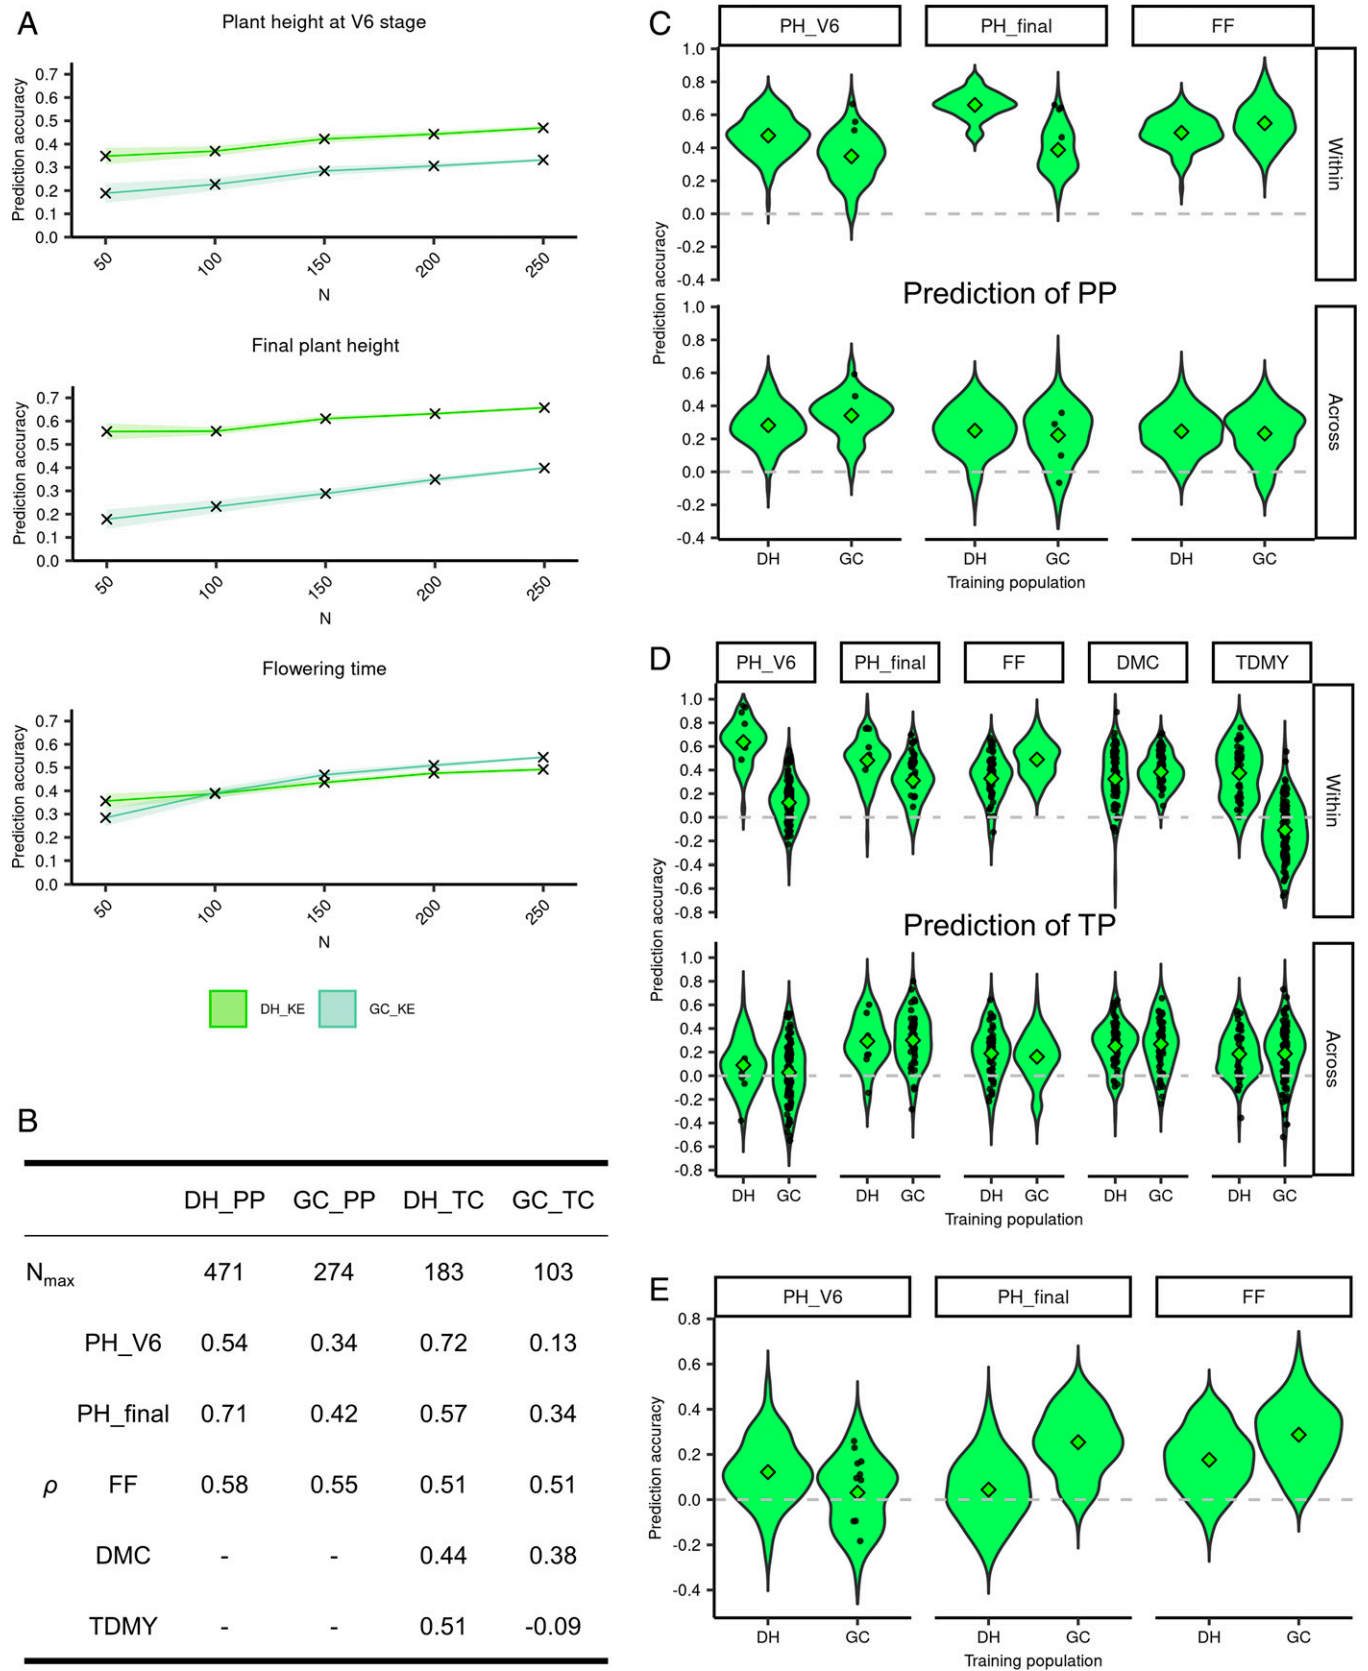 A
Plant height at V6 stage
Prediction accuracy
0.7
0.6
0.5
0.4
0.3
0.2
0.1
0.0
50 100 150 200 250
N
Final plant height
Prediction accuracy
0.7
0.6
0.5
0.4
0.3
0.2
0.1
0.0
50 100 150 200 250
N
Flowering time
Prediction accuracy
0.7
0.6
0.5
0.4
0.3
0.2
0.1
0.0
50 100 150 200 250
N
DH_KE GC_KE
B
DH_PP GC_PP DH_TC GC_TC
Nmax 471 274 183 103
PH_V6 0.54 0.34 0.72 0.13
PH_final 0.71 0.42 0.57 0.34
ρ FF 0.58 0.55 0.51 0.51
DMC - - 0.44 0.38
TDMY - - 0.51 -0.09
C
PH_V6 PH_final FF
Prediction accuracy
1.0
0.8
0.6
0.4
0.2
0.0
-0.2
-0.4
Within
Prediction of PP
1.0
0.8
0.6
0.4
0.2
0.0
-0.2
-0.4
Across
DH GC DH GC DH GC
Training population
D
PH_V6 PH_final FF DMC TDMY
Prediction accuracy
1.0
0.8
0.6
0.4
0.2
0.0
-0.2
-0.4
-0.6
-0.8
Within
Prediction of TP
1.0
0.8
0.6
0.4
0.2
0.0
-0.2
-0.4
-0.6
-0.8
Across
DH GC DH GC DH GC DH GC DH GC
Training population
E
PH_V6 PH_final FF
Prediction accuracy
0.8
0.6
0.4
0.2
0.0
-0.2
-0.4
DH GC DH GC DH GC
Training population